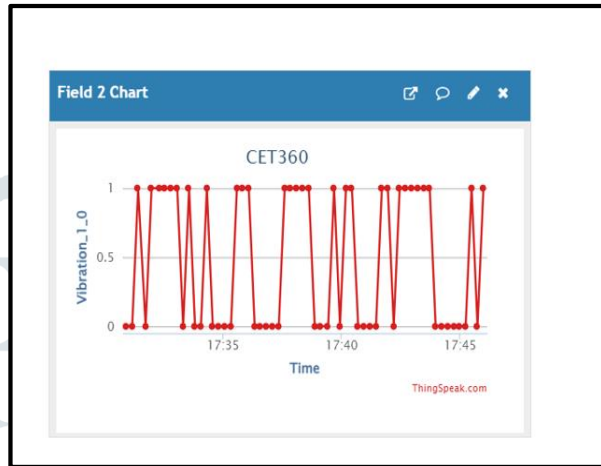 Field 2 Chart
CET360
Vibration_1_0
1
0.5
0
17:35 17:40 17:45
Time
ThingSpeak.com